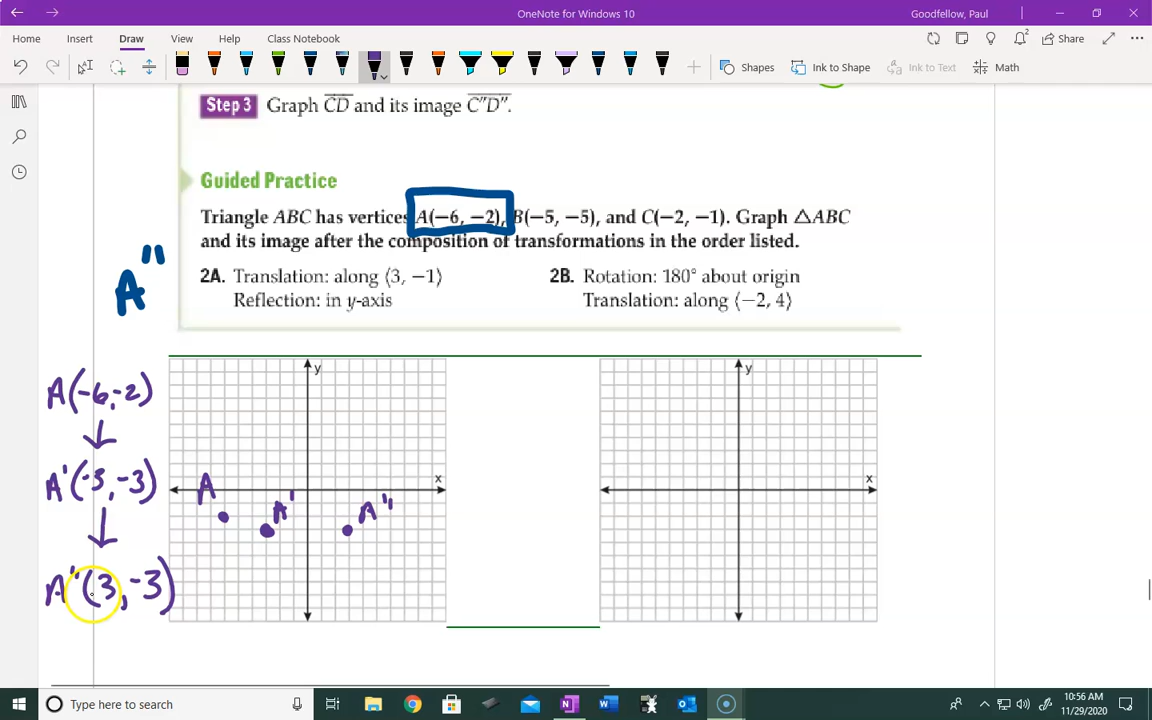 OneNote for Windows 10
Goodfellow, Paul
Home Insert Draw View Help Class Notebook
Share
Shapes
Ink to Shape
Ink to Text
Math
Step 3 Graph CD and its image C"D".
Guided Practice
Triangle ABC has vertices A(−6, −2), B(−5, −5), and C(−2, −1). Graph △ABC
and its image after the composition of transformations in the order listed.
2A. Translation: along ⟨3, −1⟩
Reflection: in y-axis
2B. Rotation: 180° about origin
Translation: along ⟨−2, 4⟩
A"
A(-6,-2)
A'(-3,-3)
A"(3,-3)
y
x
A
A'
A"
y
x
Type here to search
10:56 AM
11/29/2020